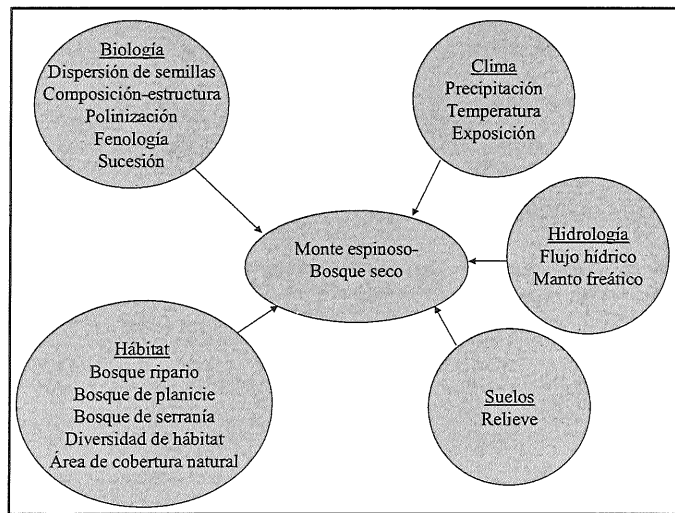 Biología
Dispersión de semillas
Composición-estructura
Polinización
Fenología
Sucesión
Clima
Precipitación
Temperatura
Exposición
Monte espinoso-
Bosque seco
Hidrología
Flujo hídrico
Manto freático
Hábitat
Bosque ripario
Bosque de planicie
Bosque de serranía
Diversidad de hábitat
Área de cobertura natural
Suelos
Relieve